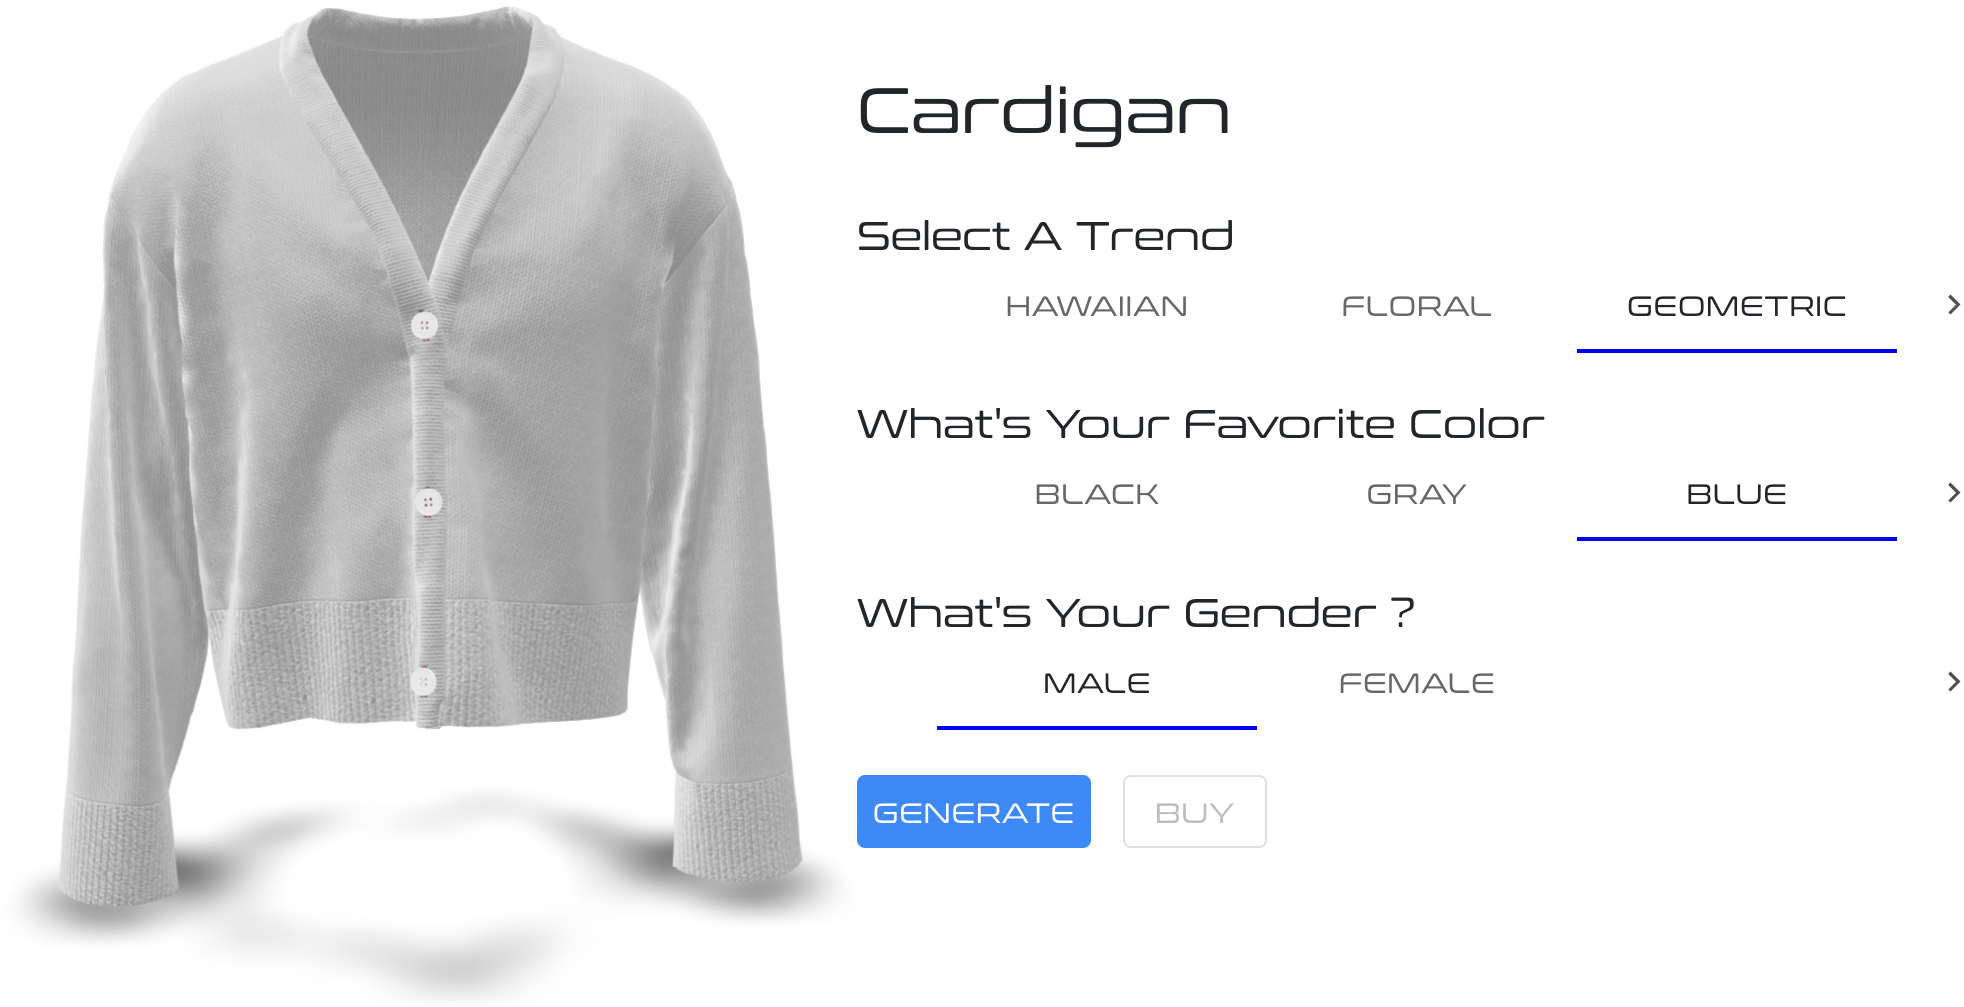 Cardigan
Select A Trend
HAWAIIAN FLORAL GEOMETRIC
What's Your Favorite Color
BLACK GRAY BLUE
What's Your Gender ?
MALE FEMALE
GENERATE BUY